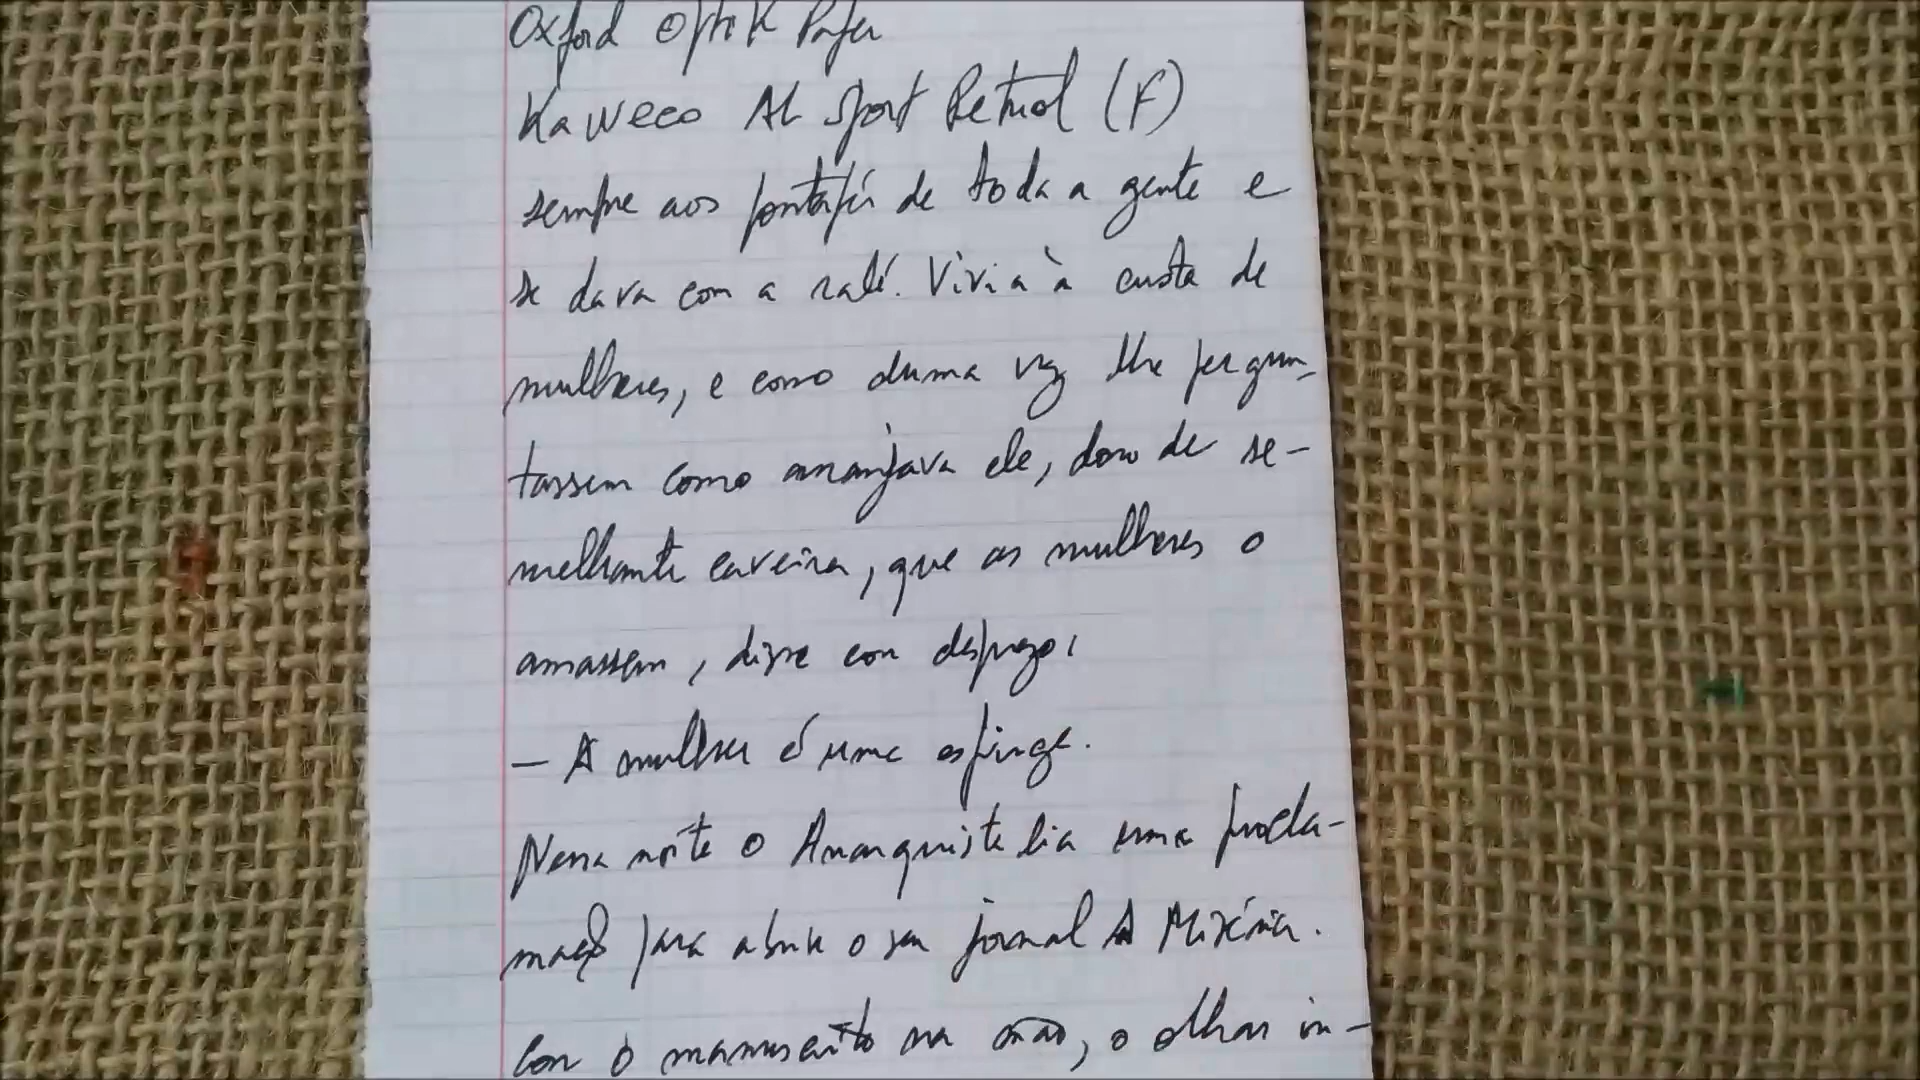 Oxford Optik Paper
Kaweco AL Sport Petrol (F)
sempre aos pontapés de toda a gente e
se dava com a ralé. Vivia à custa de
mulheres, e como duma vez lhe pergun-
tassem como arranjava ele, dono de se-
melhante caveira, que as mulheres o
amassem, disse com desprezo:
— A mulher é uma esfinge.
Nessa noite o Anarquista lia uma procla-
mação para abrir o seu jornal A Miséria.
Com o manuscrito na mão, o olhar in-